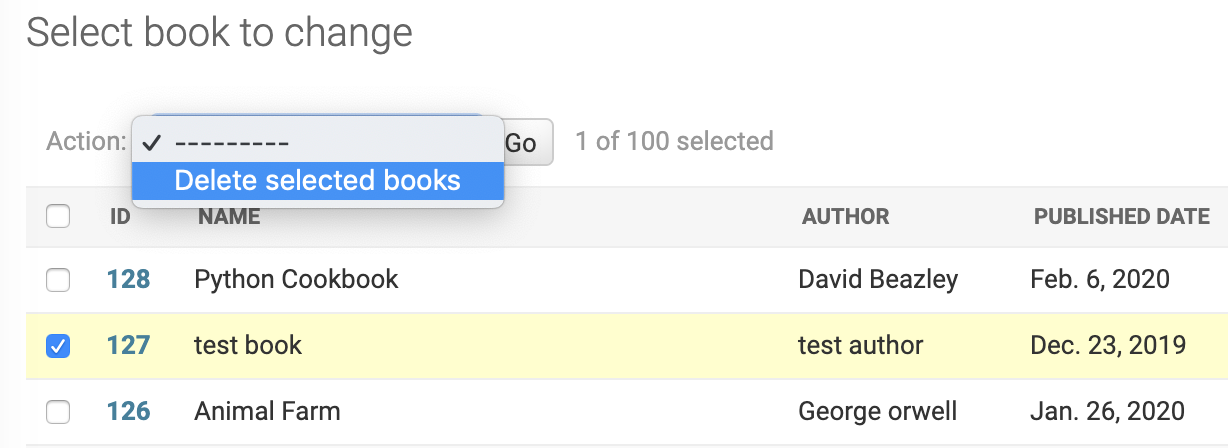 Select book to change
Action: ✓ --------- Go 1 of 100 selected
Delete selected books
ID NAME AUTHOR PUBLISHED DATE
128 Python Cookbook David Beazley Feb. 6, 2020
127 test book test author Dec. 23, 2019
126 Animal Farm George orwell Jan. 26, 2020